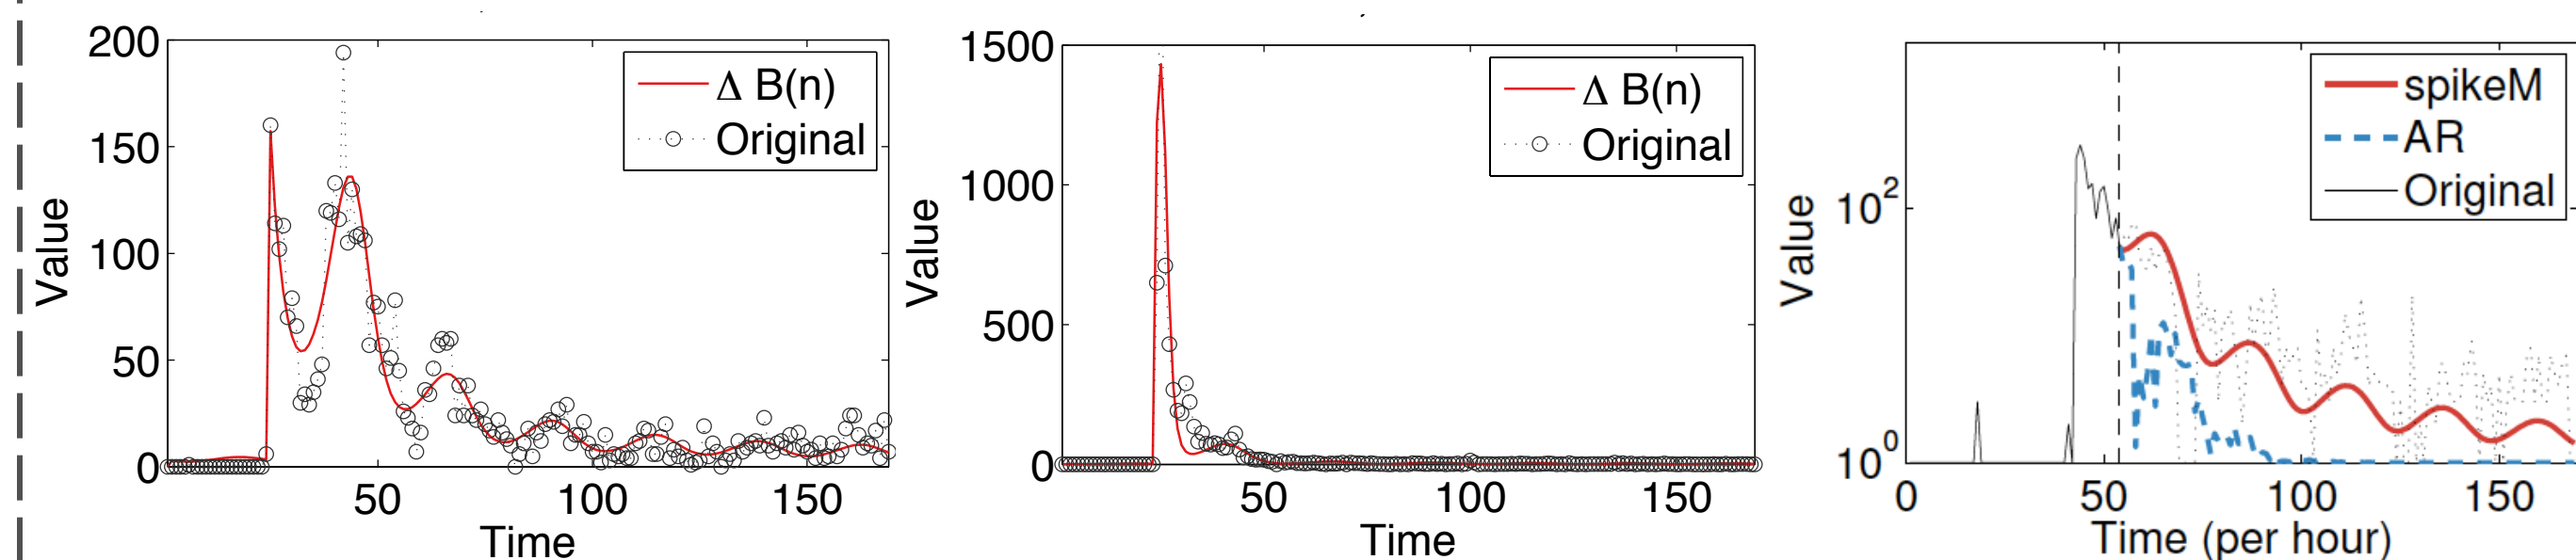 200
150
100
50
0
Value
50
100
150
Time
Δ B(n)
Original
1500
1000
500
0
Value
50
100
150
Time
Δ B(n)
Original
10^2
10^0
Value
0
50
100
150
Time (per hour)
spikeM
AR
Original